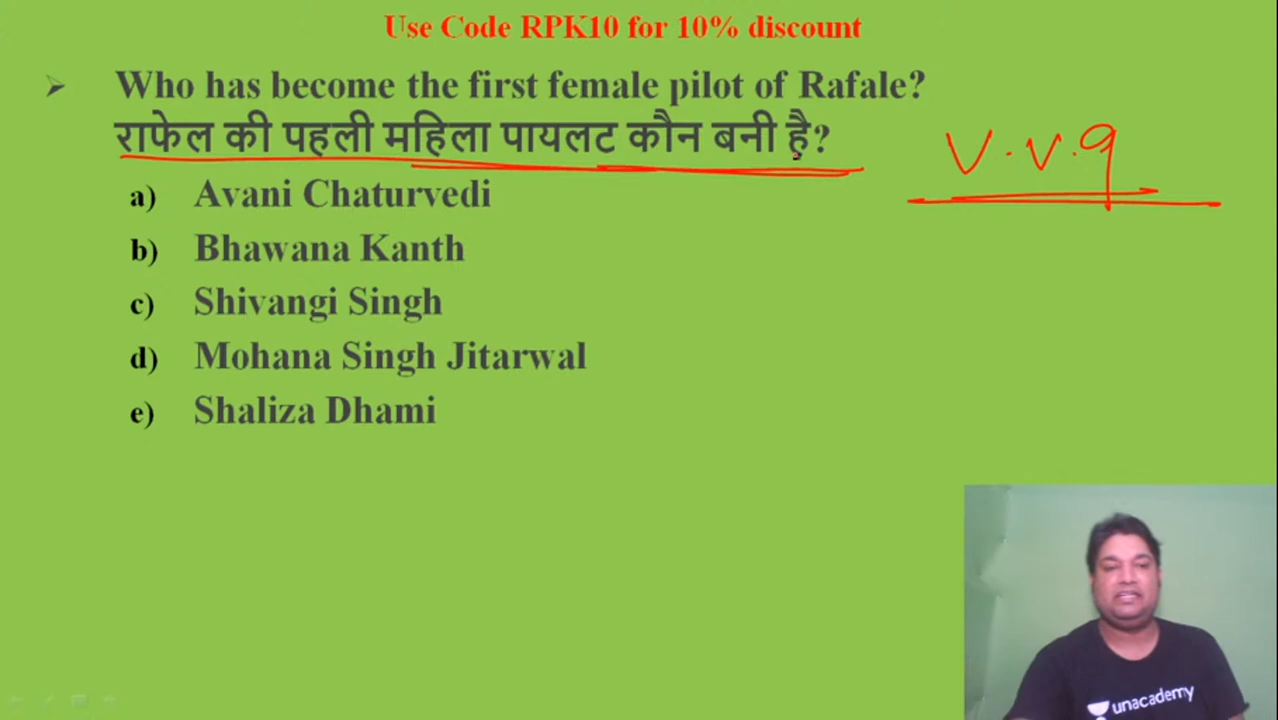 Use Code RPK10 for 10% discount
➢ Who has become the first female pilot of Rafale?
राफेल की पहली महिला पायलट कौन बनी है?
V.V.9
a) Avani Chaturvedi
b) Bhawana Kanth
c) Shivangi Singh
d) Mohana Singh Jitarwal
e) Shaliza Dhami
unacademy